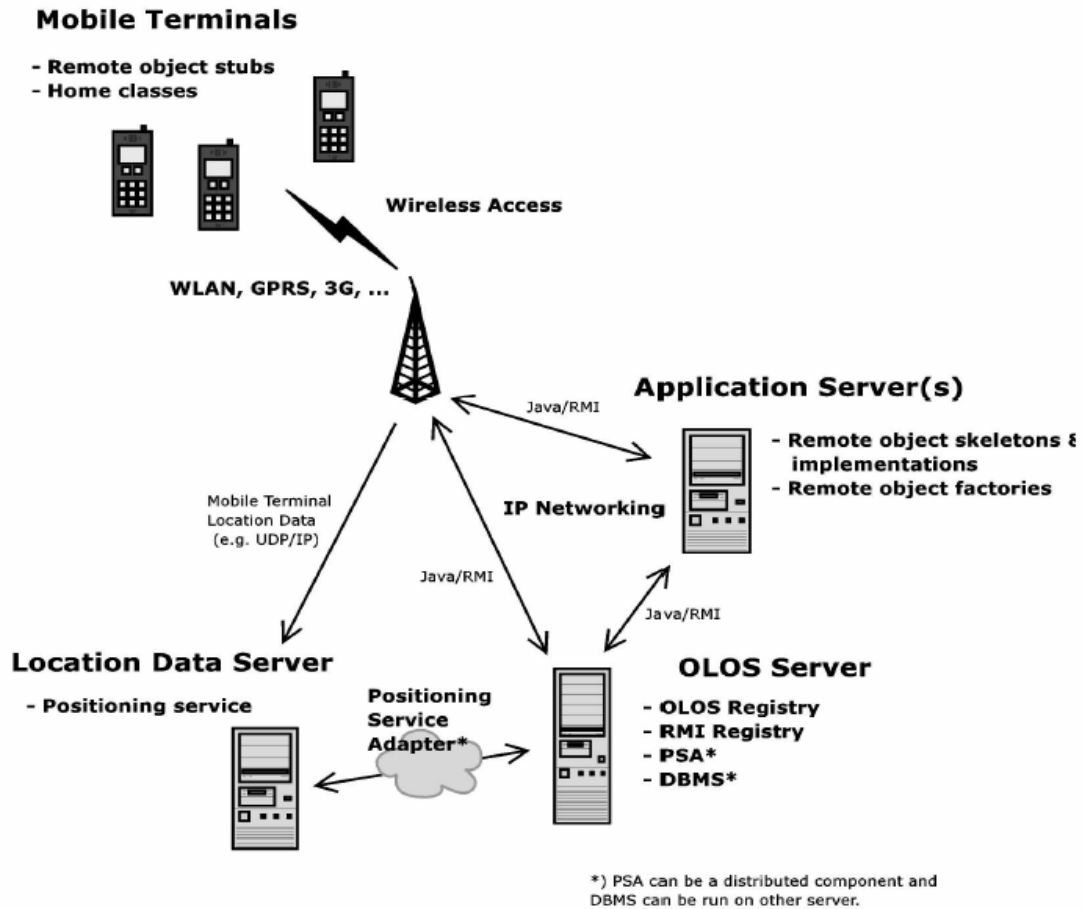 Mobile Terminals
- Remote object stubs
- Home classes
Wireless Access
WLAN, GPRS, 3G, ...
Java/RMI
Application Server(s)
- Remote object skeletons &
implementations
- Remote object factories
IP Networking
Mobile Terminal
Location Data
(e.g. UDP/IP)
Java/RMI
Java/RMI
Location Data Server
- Positioning service
Positioning
Service
Adapter*
OLOS Server
- OLOS Registry
- RMI Registry
- PSA*
- DBMS*
*) PSA can be a distributed component and
DBMS can be run on other server.